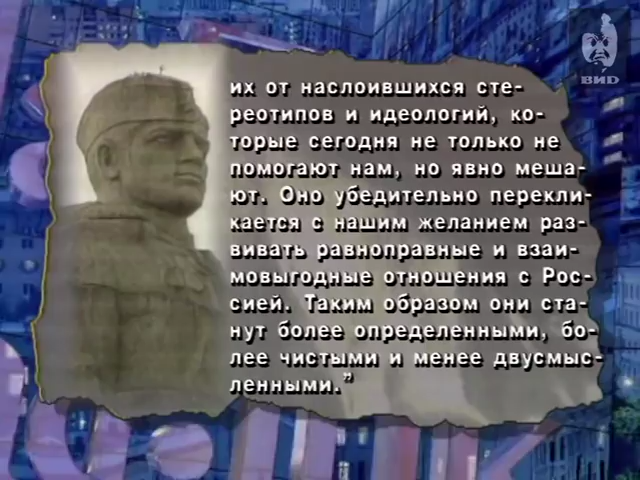 ВИD
их от наслоившихся сте-
реотипов и идеологий, ко-
торые сегодня не только не
помогают нам, но явно меша-
ют. Оно убедительно перекли-
кается с нашим желанием раз-
вивать равноправные и взаи-
мовыгодные отношения с Рос-
сией. Таким образом они ста-
нут более определенными, бо-
лее чистыми и менее двусмыс-
ленными.”